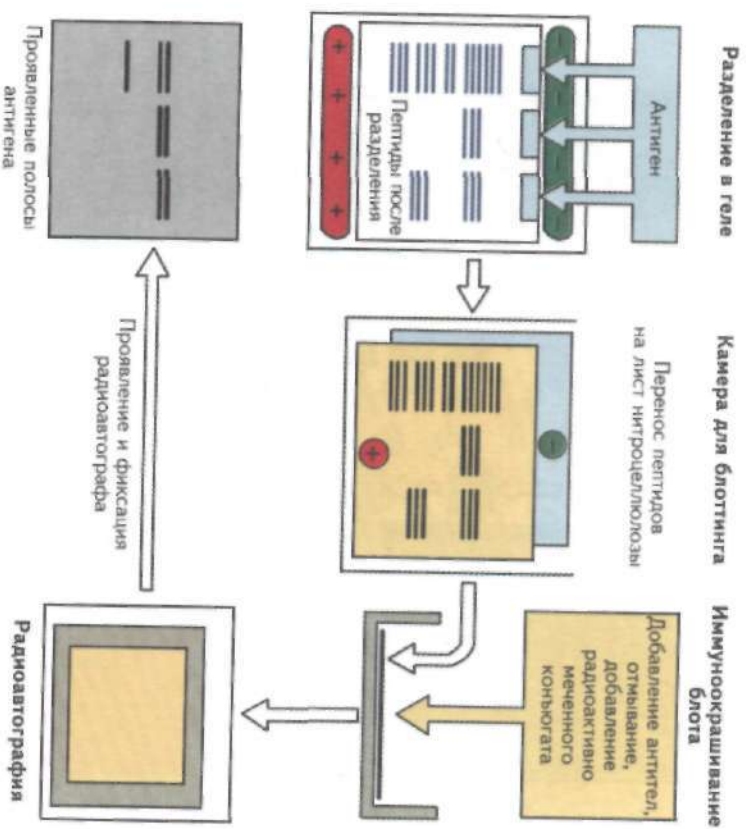 Разделение в геле
Антиген
− − − −
Пептиды после
разделения
+ + + +
Камера для блоттинга
Перенос пептидов
на лист нитроцеллюлозы
−
+
Иммуноокрашивание
блота
Добавление антител,
отмывание,
добавление
радиоактивно
меченного
конъюгата
Радиоавтография
Проявление и фиксация
радиоавтографа
Проявленные полосы
антигена